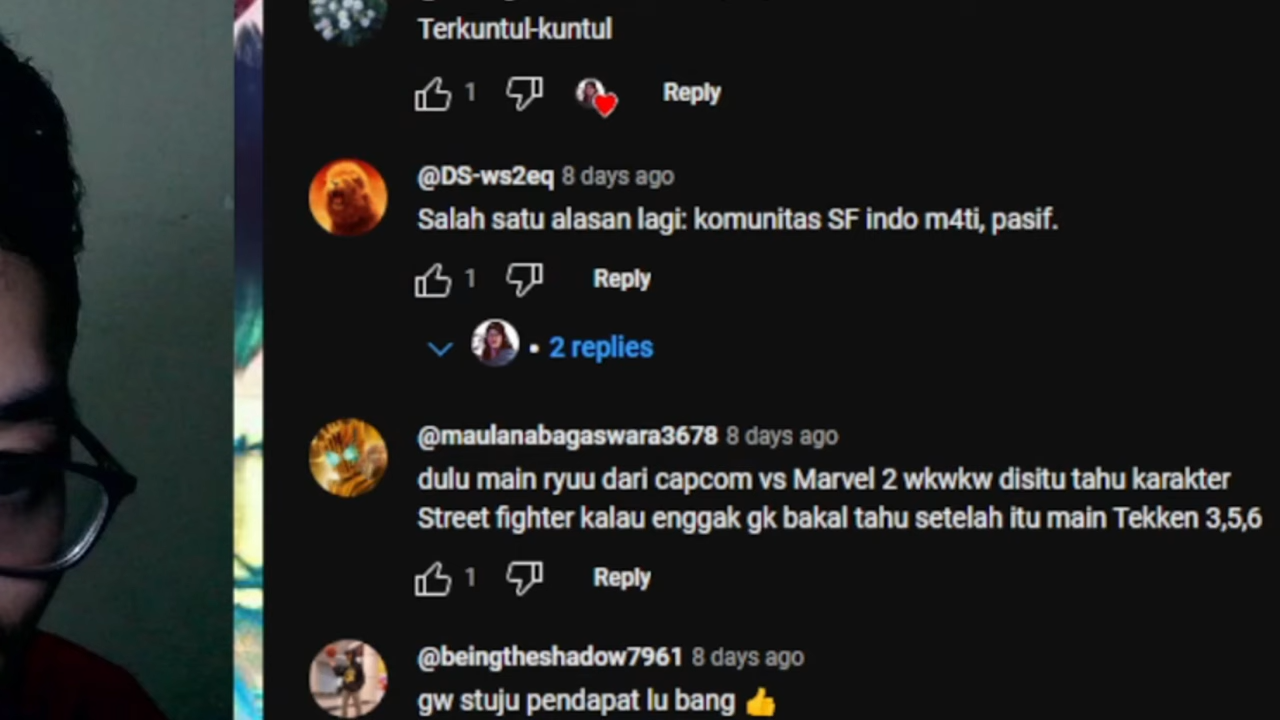 Terkuntul-kuntul
1
Reply
@DS-ws2eq 8 days ago
Salah satu alasan lagi: komunitas SF indo m4ti, pasif.
1
Reply
• 2 replies
@maulanabagaswara3678 8 days ago
dulu main ryuu dari capcom vs Marvel 2 wkwkw disitu tahu karakter
Street fighter kalau enggak gk bakal tahu setelah itu main Tekken 3,5,6
1
Reply
@beingtheshadow7961 8 days ago
gw stuju pendapat lu bang 👍